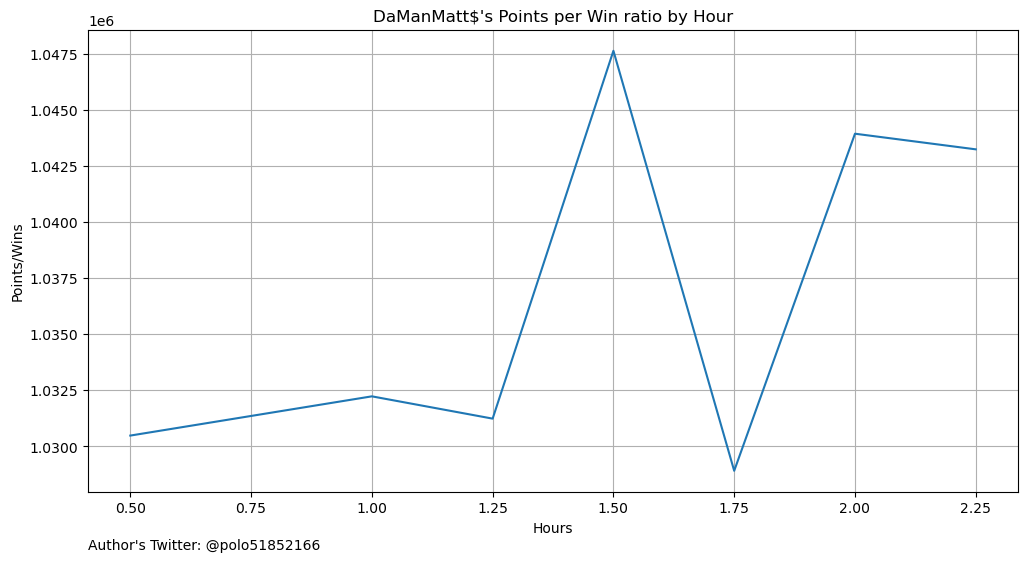 DaManMatt$'s Points per Win ratio by Hour
1e6
1.0475
1.0450
1.0425
1.0400
1.0375
1.0350
1.0325
1.0300
Points/Wins
0.50 0.75 1.00 1.25 1.50 1.75 2.00 2.25
Hours
Author's Twitter: @polo51852166